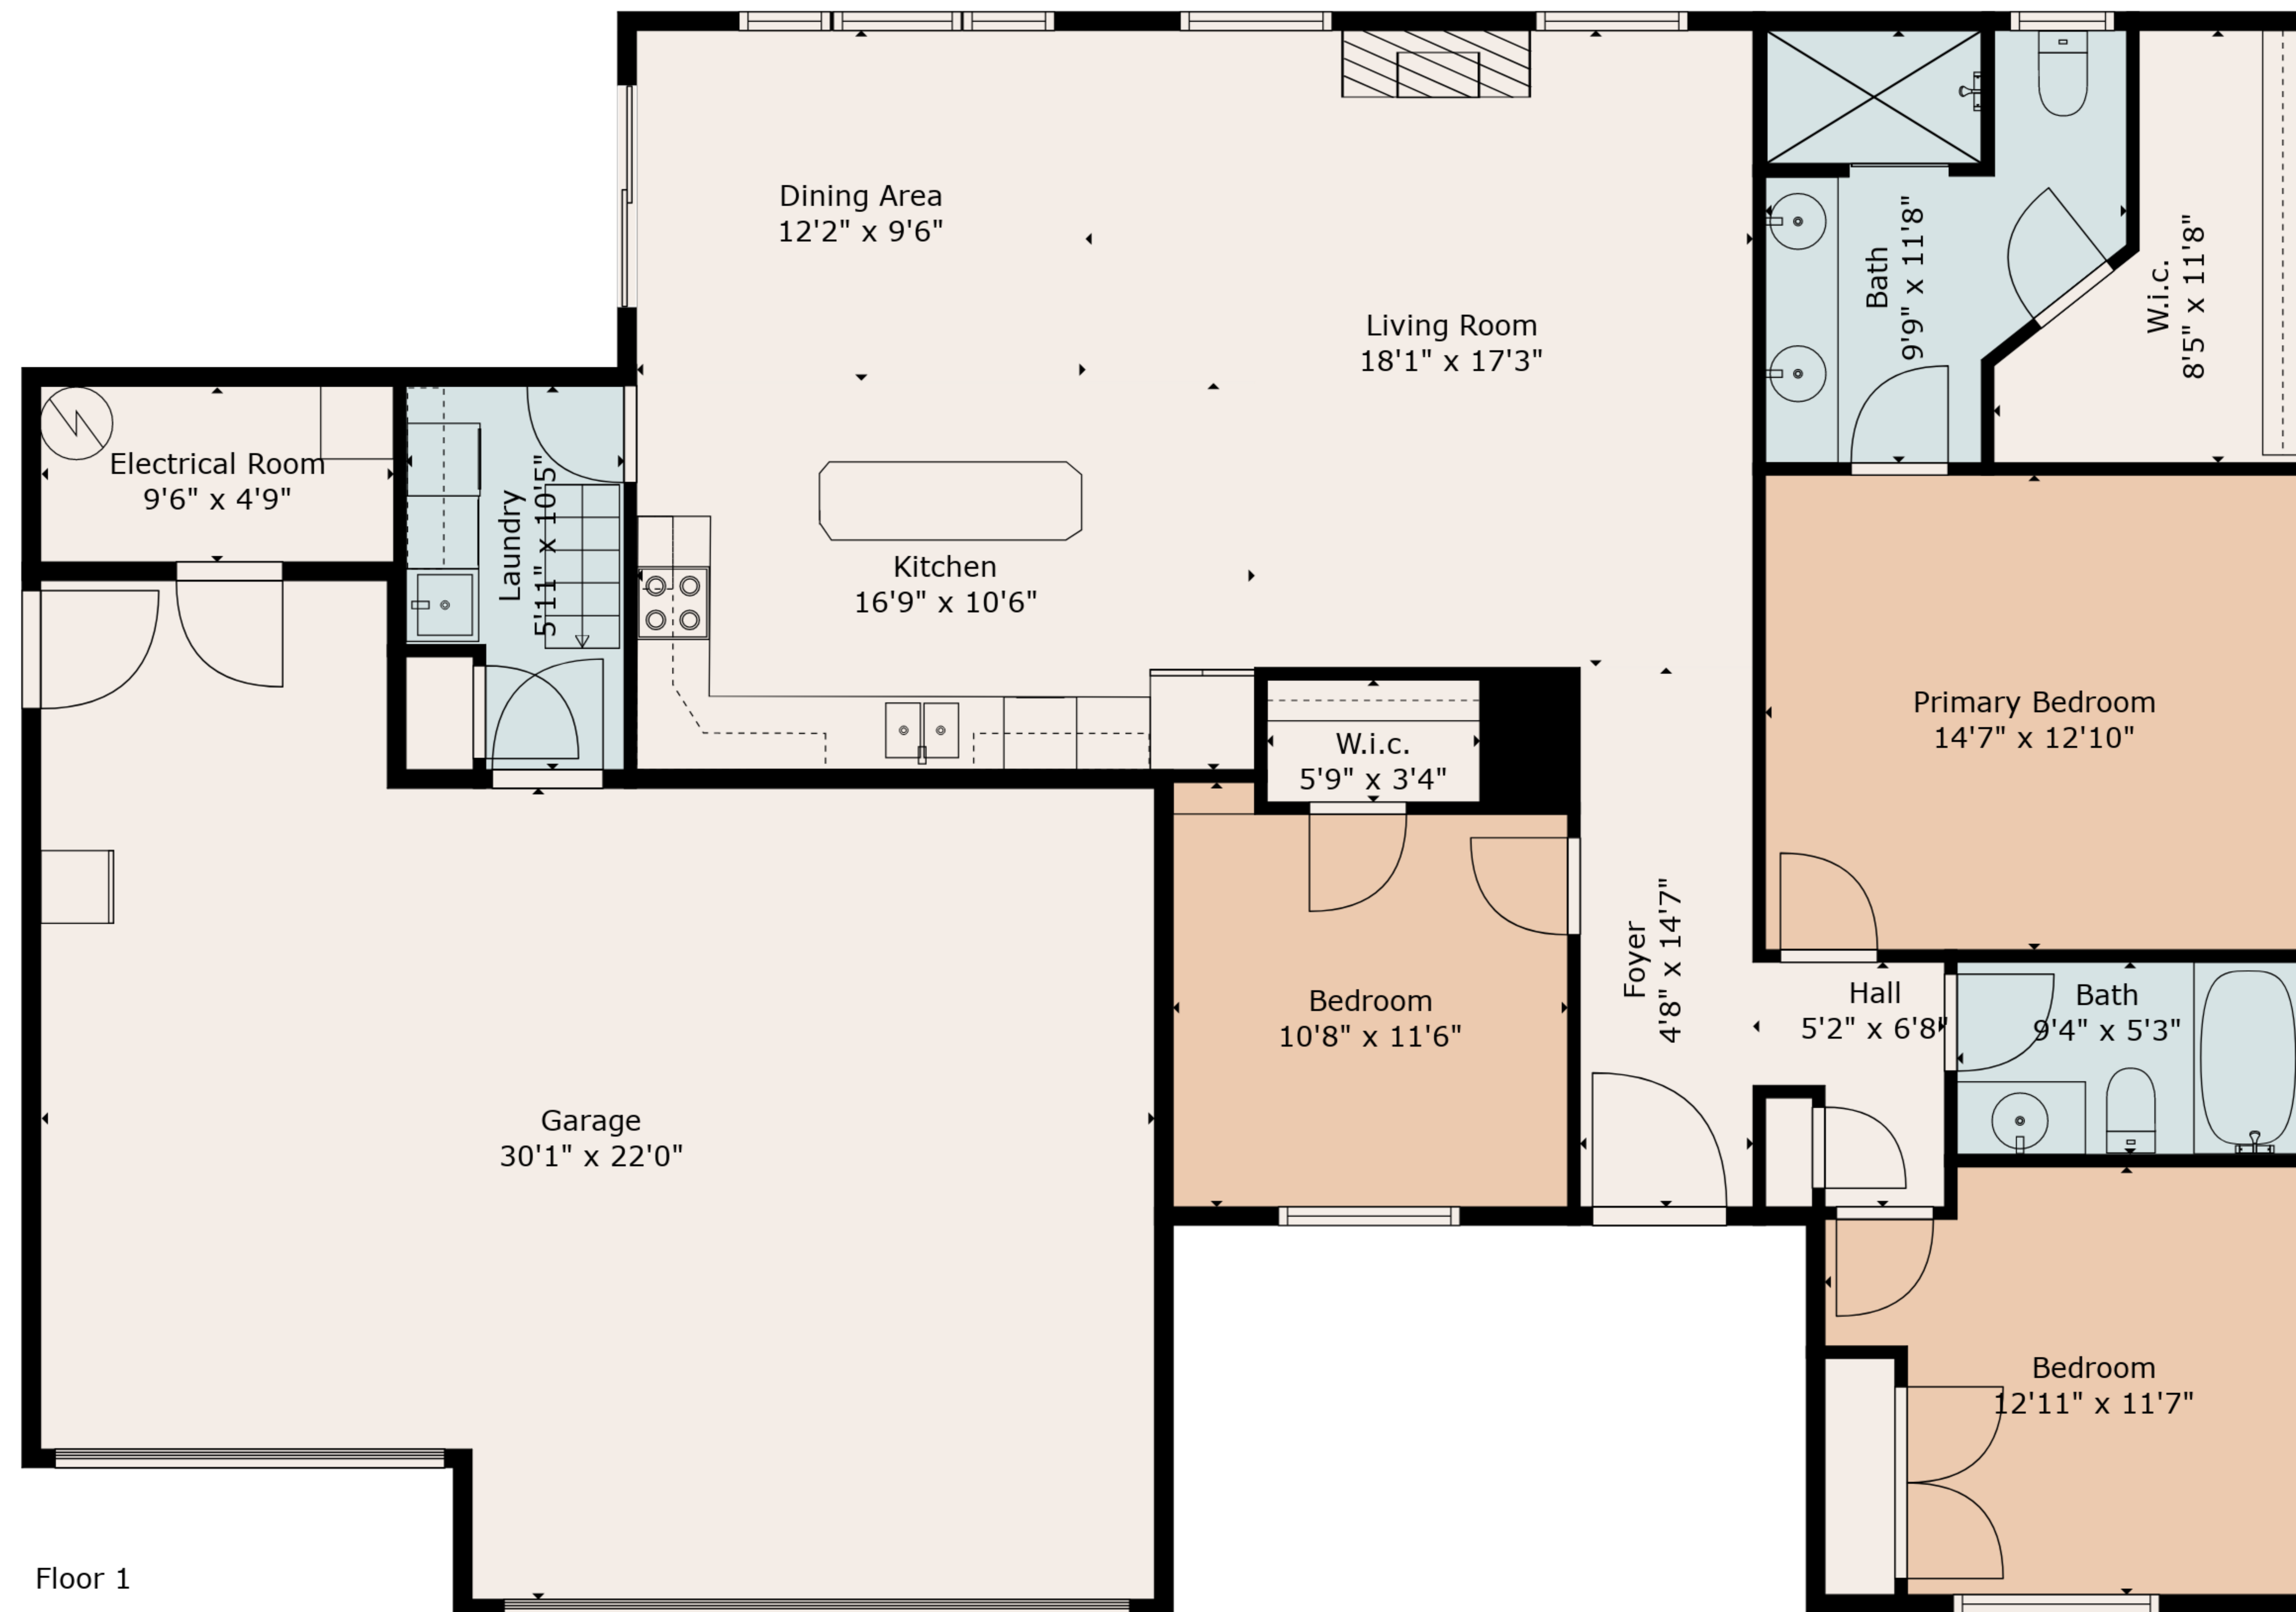 Dining Area
12'2" x 9'6"
Living Room
18'1" x 17'3"
Bath
9'9" x 11'8"
W.i.c.
8'5" x 11'8"
Electrical Room
9'6" x 4'9"
Laundry
5'11" x 10'5"
Kitchen
16'9" x 10'6"
W.i.c.
5'9" x 3'4"
Primary Bedroom
14'7" x 12'10"
Foyer
4'8" x 14'7"
Bedroom
10'8" x 11'6"
Hall
5'2" x 6'8"
Bath
9'4" x 5'3"
Garage
30'1" x 22'0"
Bedroom
12'11" x 11'7"
Floor 1